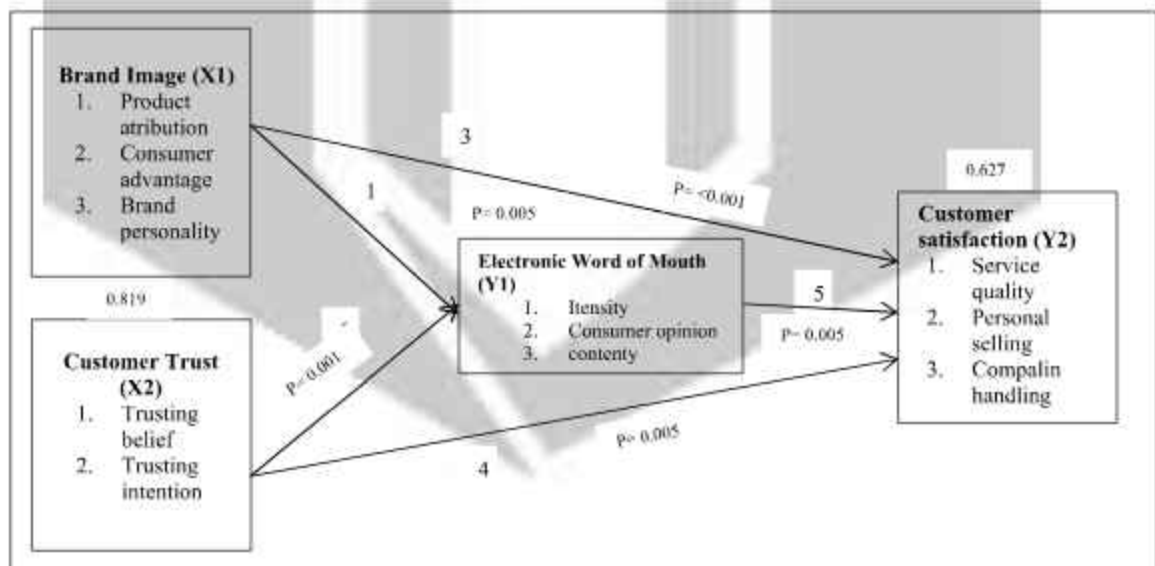 Brand Image (X1)
1. Product
atribution
2. Consumer
advantage
3. Brand
personality
3
1
P= <0.001
P= 0.005
0.627
Customer
satisfaction (Y2)
1. Service
quality
2. Personal
selling
3. Compalin
handling
Electronic Word of Mouth
(Y1)
1. Itensity
2. Consumer opinion
3. contenty
5
P= 0.005
0.819
Customer Trust
(X2)
1. Trusting
belief
2. Trusting
intention
P= 0.001
P= 0.005
4